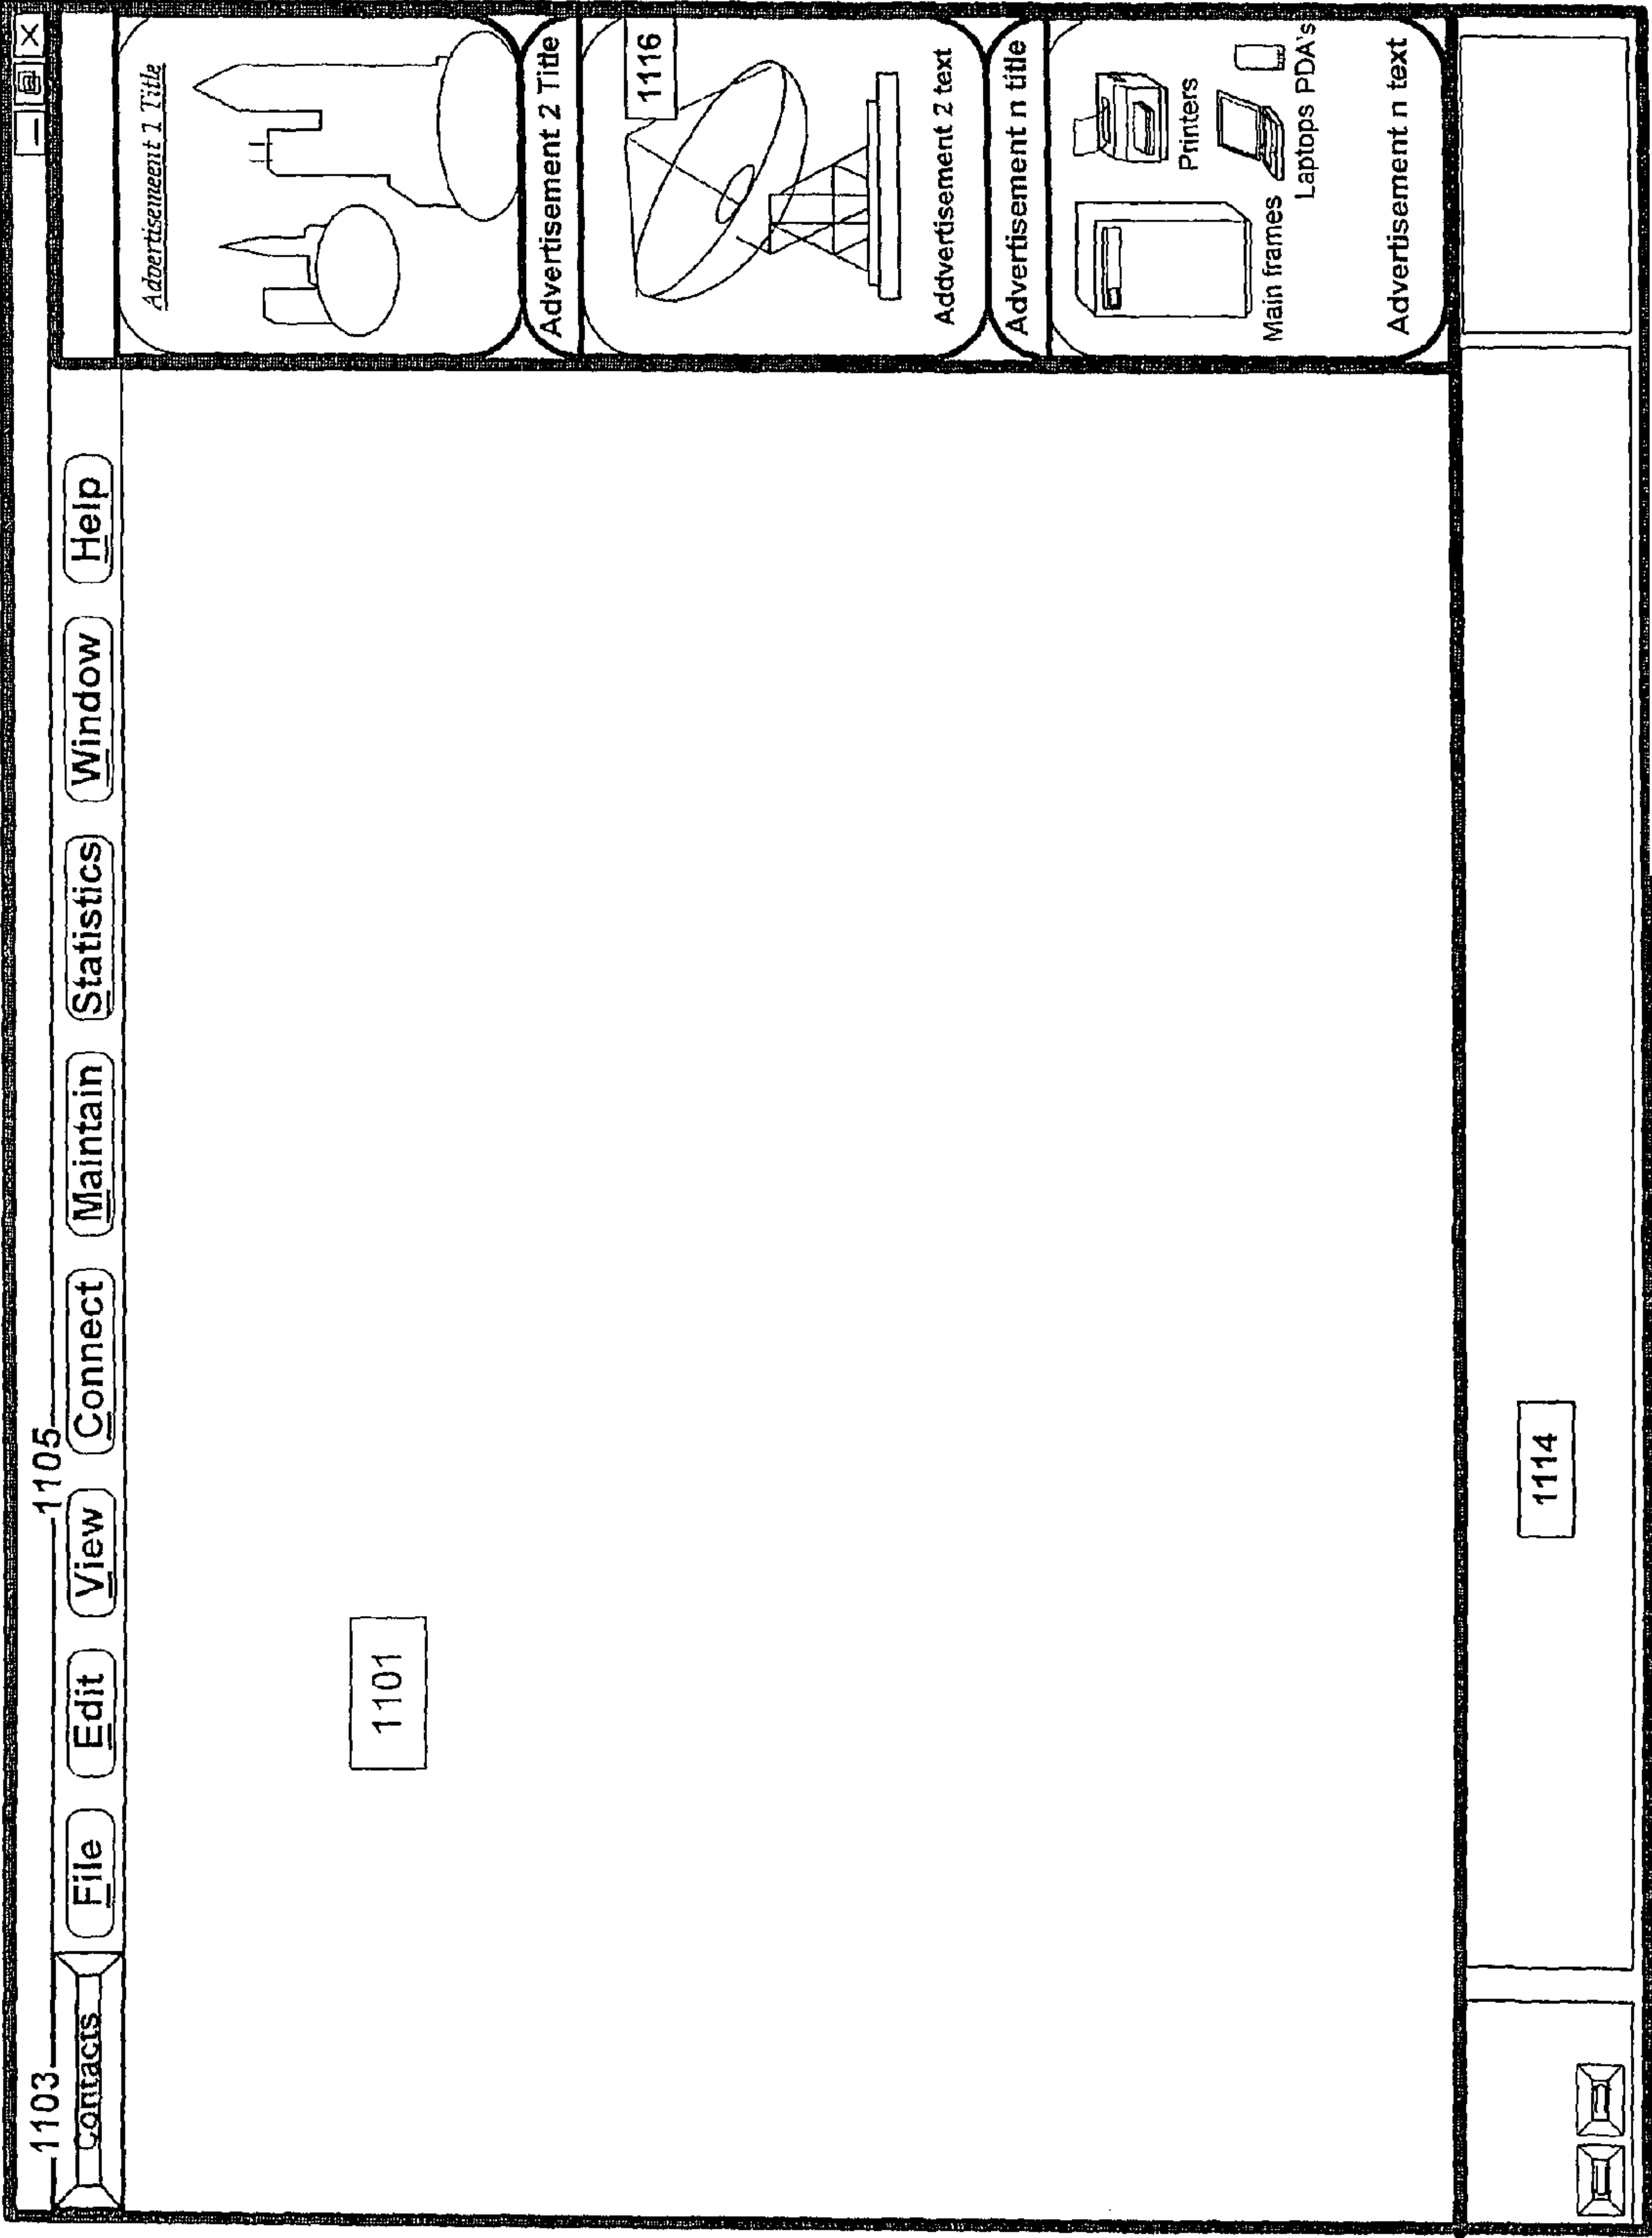 1103
1105
Contacts
File
Edit
View
Connect
Maintain
Statistics
Window
Help
1101
Advertisemeent 1 Title
Advertisement 2 Title
1116
Addvertisement 2 text
Advertisement n title
Printers
Main frames
Laptops PDA's
Advertisement n text
1114